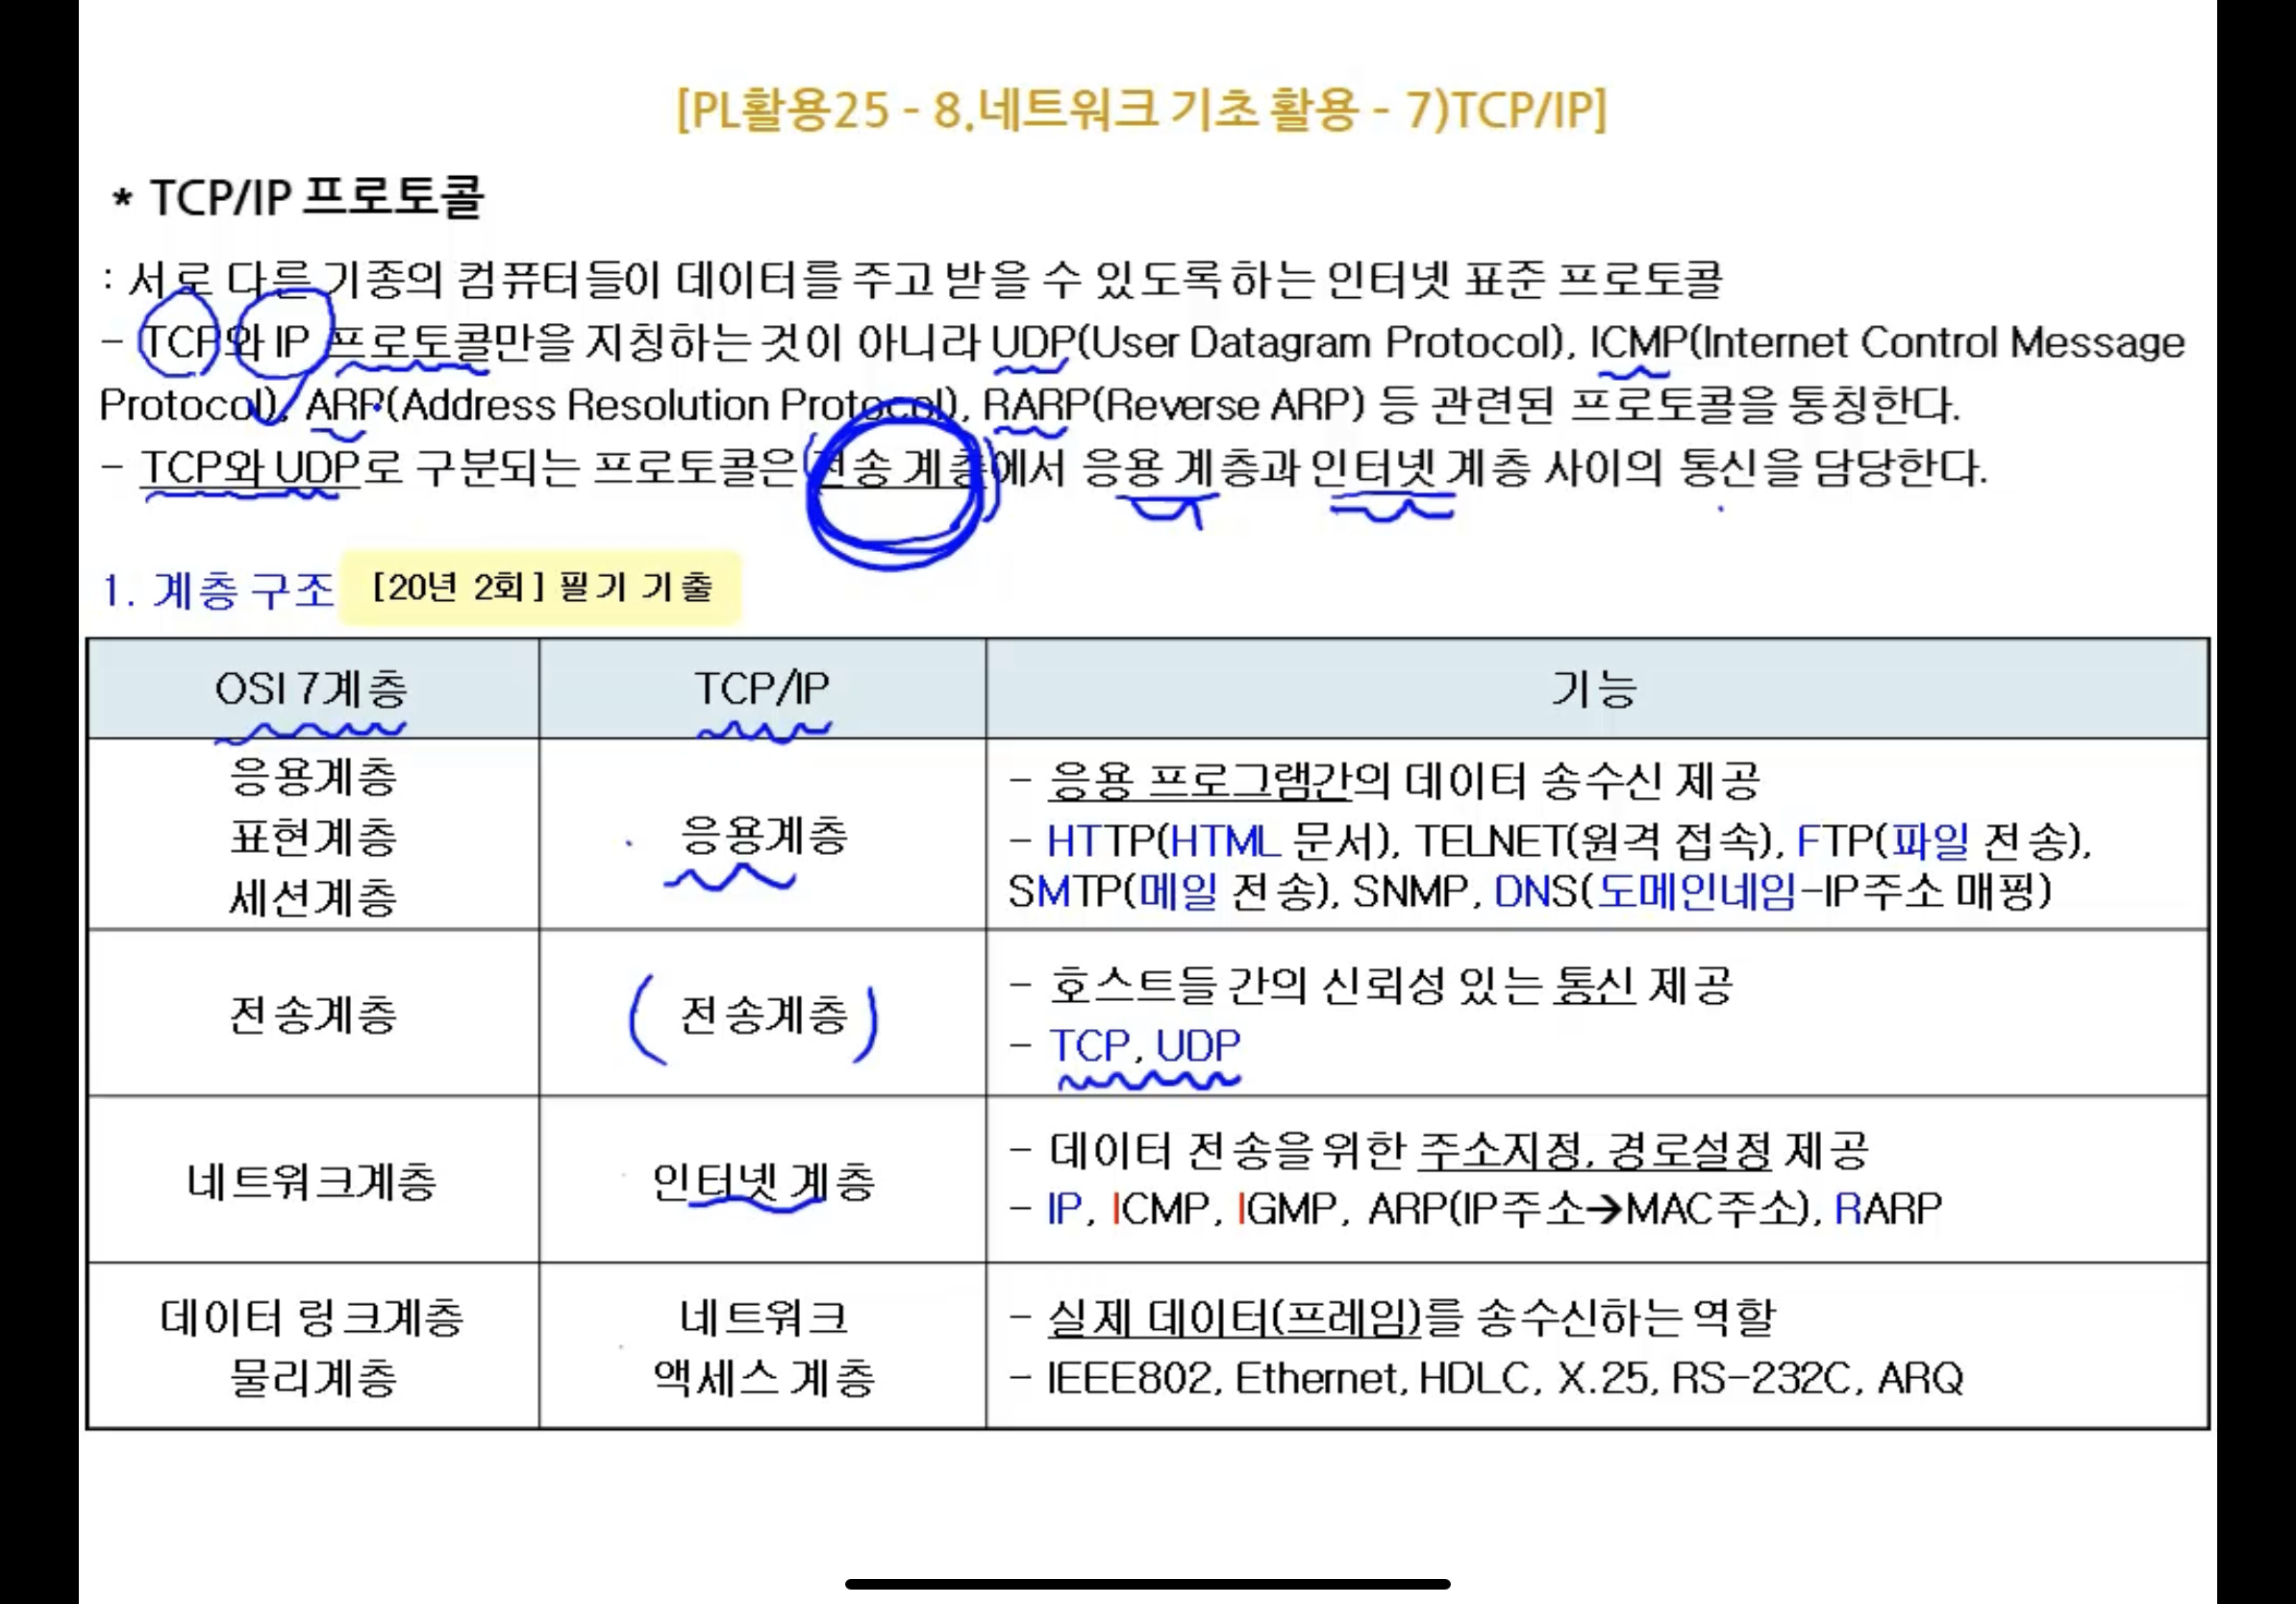 [PL활용25 - 8.네트워크 기초 활용 - 7)TCP/IP]
* TCP/IP 프로토콜
: 서로 다른 기종의 컴퓨터들이 데이터를 주고 받을 수 있도록 하는 인터넷 표준 프로토콜
- TCP와 IP 프로토콜만을 지칭하는 것이 아니라 UDP(User Datagram Protocol), ICMP(Internet Control Message
Protocol), ARP(Address Resolution Protocol), RARP(Reverse ARP) 등 관련된 프로토콜을 통칭한다.
- TCP와 UDP로 구분되는 프로토콜은 전송 계층에서 응용 계층과 인터넷 계층 사이의 통신을 담당한다.
1. 계층 구조 [20년 2회] 필기 기출
OSI 7계층 TCP/IP 기능
응용계층
표현계층
세션계층
응용계층
- 응용 프로그램간의 데이터 송수신 제공
- HTTP(HTML 문서), TELNET(원격 접속), FTP(파일 전송),
SMTP(메일 전송), SNMP, DNS(도메인네임-IP주소 매핑)
전송계층
전송계층
- 호스트들 간의 신뢰성 있는 통신 제공
- TCP, UDP
네트워크계층
인터넷 계층
- 데이터 전송을 위한 주소지정, 경로설정 제공
- IP, ICMP, IGMP, ARP(IP주소→MAC주소), RARP
데이터 링크계층
물리계층
네트워크
액세스 계층
- 실제 데이터(프레임)를 송수신하는 역할
- IEEE802, Ethernet, HDLC, X.25, RS-232C, ARQ